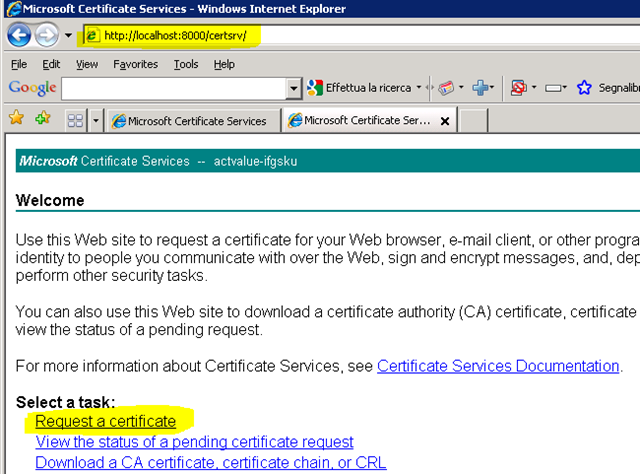 Microsoft Certificate Services - Windows Internet Explorer
http://localhost:8000/certsrv/
File Edit View Favorites Tools Help
Google Effettua la ricerca Segnalibri
Microsoft Certificate Services Microsoft Certificate Ser...
Microsoft Certificate Services -- actvalue-ifgsku
Welcome
Use this Web site to request a certificate for your Web browser, e-mail client, or other progra
identity to people you communicate with over the Web, sign and encrypt messages, and, dep
perform other security tasks.
You can also use this Web site to download a certificate authority (CA) certificate, certificate
view the status of a pending request.
For more information about Certificate Services, see Certificate Services Documentation.
Select a task:
Request a certificate
View the status of a pending certificate request
Download a CA certificate, certificate chain, or CRL